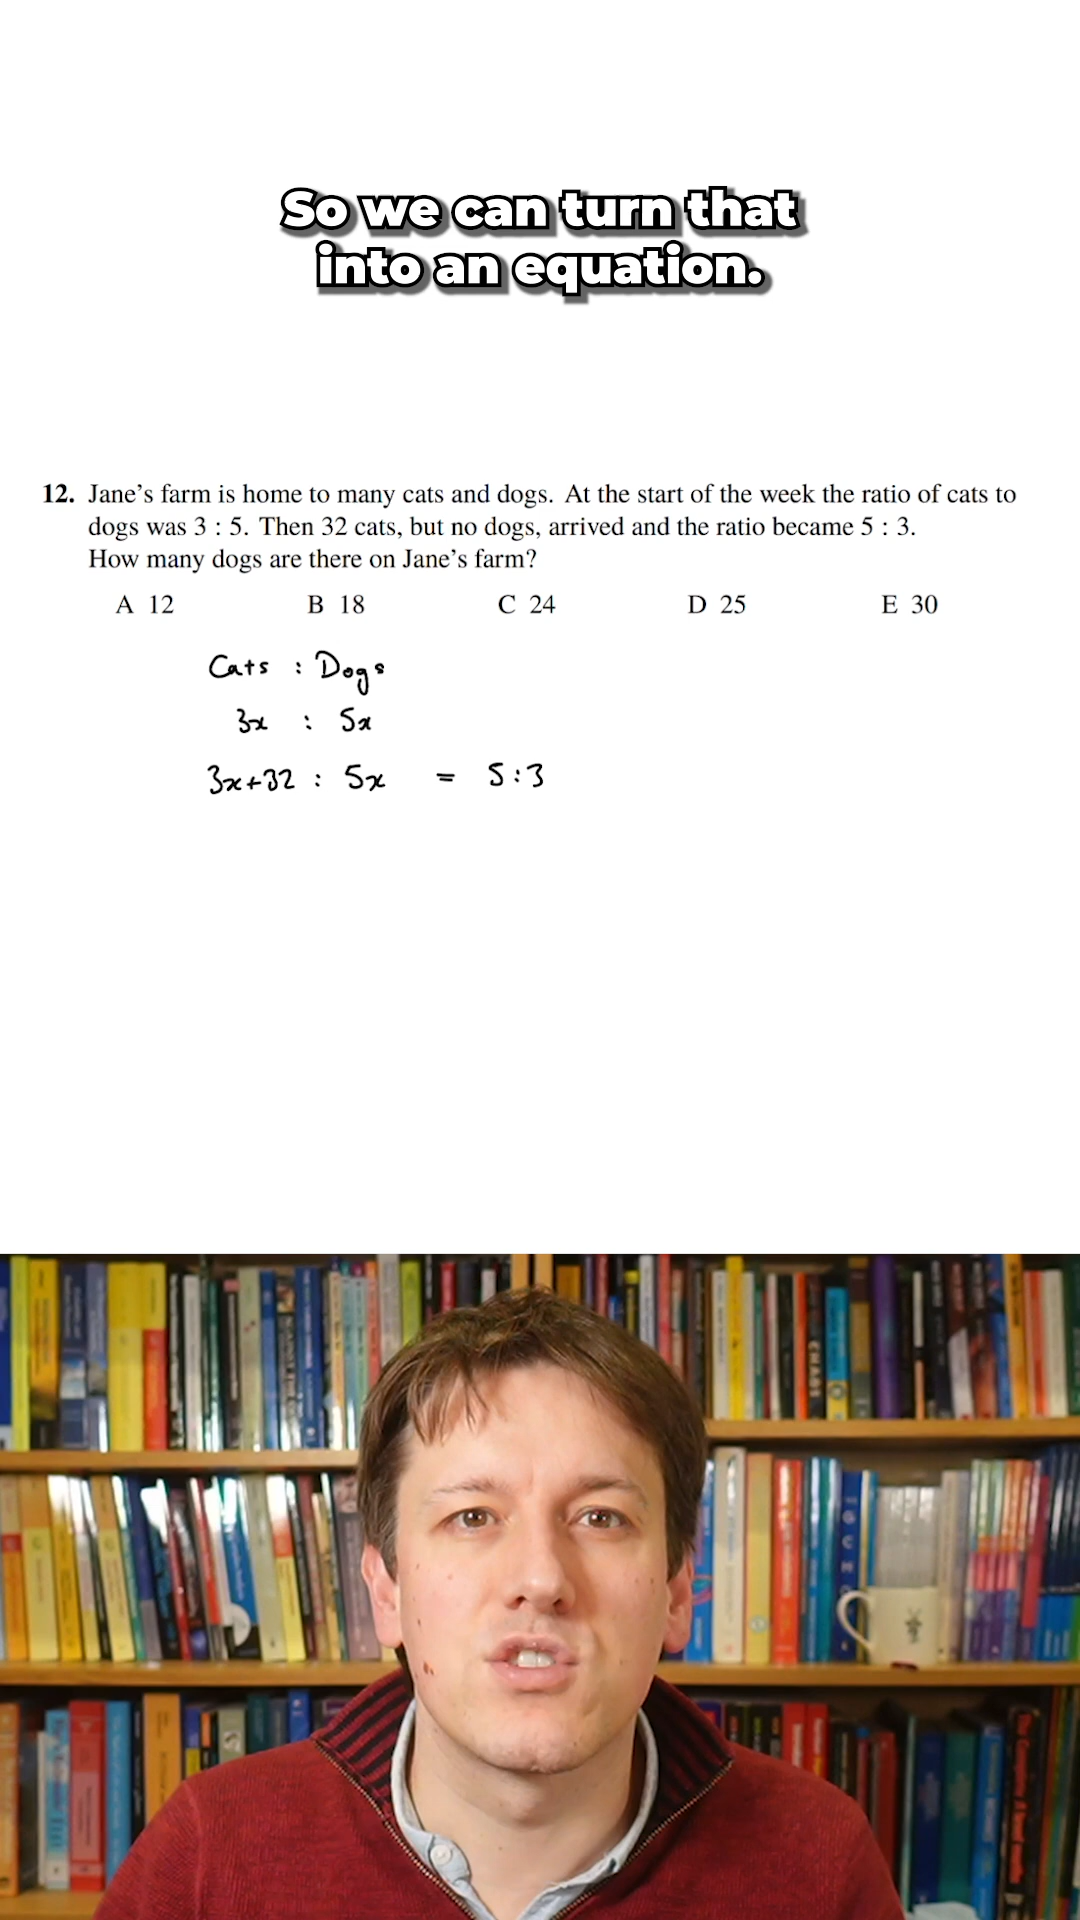 So we can turn that
into an equation.
12. Jane's farm is home to many cats and dogs. At the start of the week the ratio of cats to
dogs was 3 : 5. Then 32 cats, but no dogs, arrived and the ratio became 5 : 3.
How many dogs are there on Jane's farm?
A 12 B 18 C 24 D 25 E 30
Cats : Dogs
3x : 5x
3x+32 : 5x = 5:3